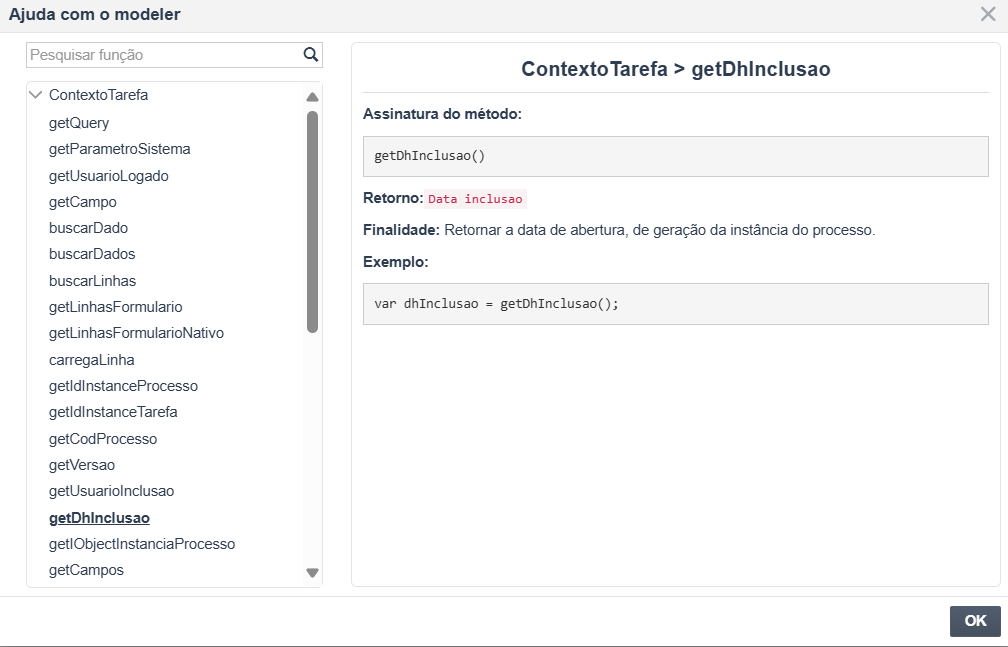 Ajuda com o modeler
Pesquisar função
ContextoTarefa
getQuery
getParametroSistema
getUsuarioLogado
getCampo
buscarDado
buscarDados
buscarLinhas
getLinhasFormulario
getLinhasFormularioNativo
carregaLinha
getIdInstanceProcesso
getIdInstanceTarefa
getCodProcesso
getVersao
getUsuarioInclusao
getDhInclusao
getIObjectInstanciaProcesso
getCampos
ContextoTarefa > getDhInclusao
Assinatura do método:
getDhInclusao()
Retorno: Data inclusao
Finalidade: Retornar a data de abertura, de geração da instância do processo.
Exemplo:
var dhInclusao = getDhInclusao();
OK